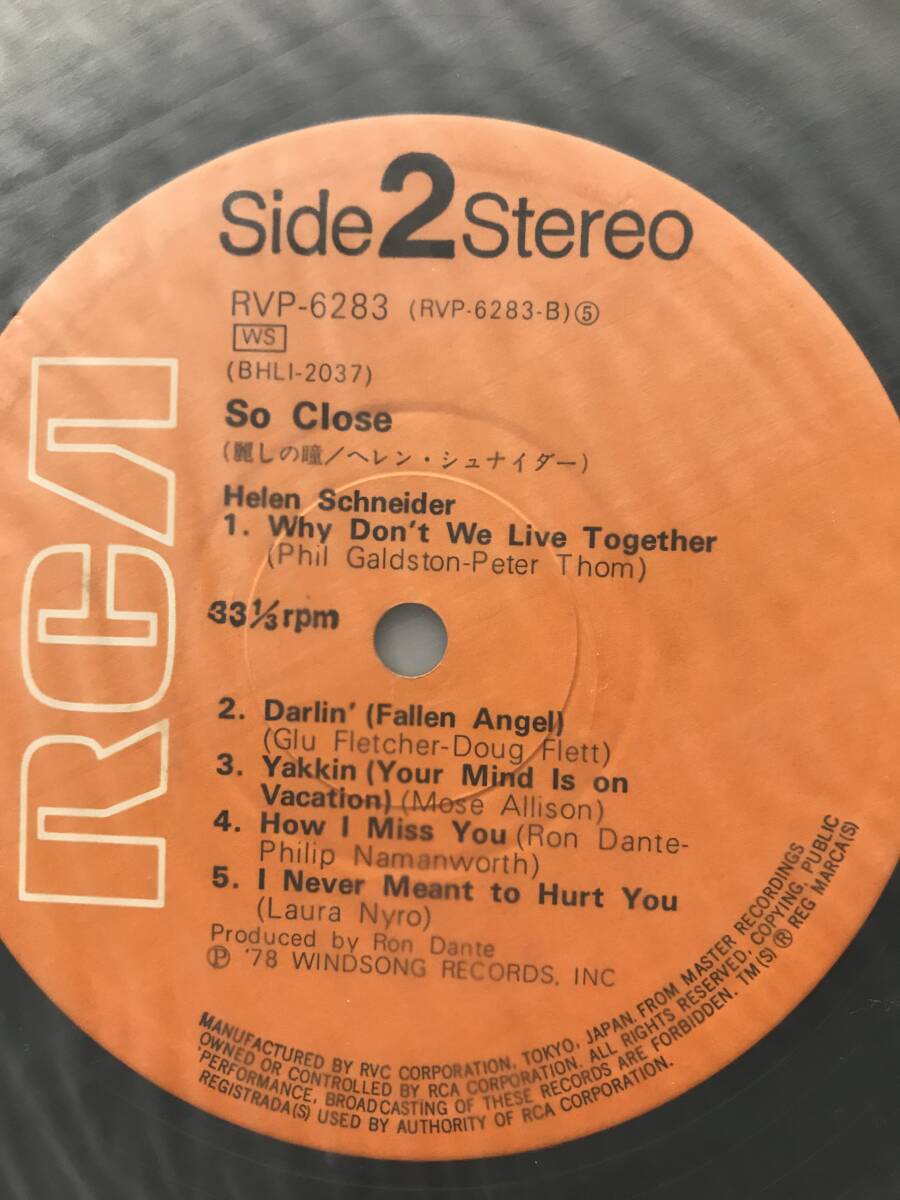 Side 2 Stereo
RVP-6283 (RVP-6283-B)⑤
WS
(BHLI-2037)
So Close
(麗しの瞳/ヘレン・シュナイダー)
Helen Schneider
1. Why Don't We Live Together
(Phil Galdston-Peter Thom)
33 1/3 rpm
2. Darlin' (Fallen Angel)
(Glu Fletcher-Doug Flett)
3. Yakkin (Your Mind Is on
Vacation) (Mose Allison)
4. How I Miss You (Ron Dante-
Philip Namanworth)
5. I Never Meant to Hurt You
(Laura Nyro)
Produced by Ron Dante
Ⓟ '78 WINDSONG RECORDS, INC
RCA
MANUFACTURED BY RVC CORPORATION, TOKYO, JAPAN. FROM MASTER RECORDINGS
OWNED OR CONTROLLED BY RCA CORPORATION. ALL RIGHTS RESERVED, COPYING, PUBLIC
'PERFORMANCE, BROADCASTING OF THESE RECORDS ARE FORBIDDEN. TM(S) ® REG MARCA(S)
REGISTRADA(S) USED BY AUTHORITY OF RCA CORPORATION.